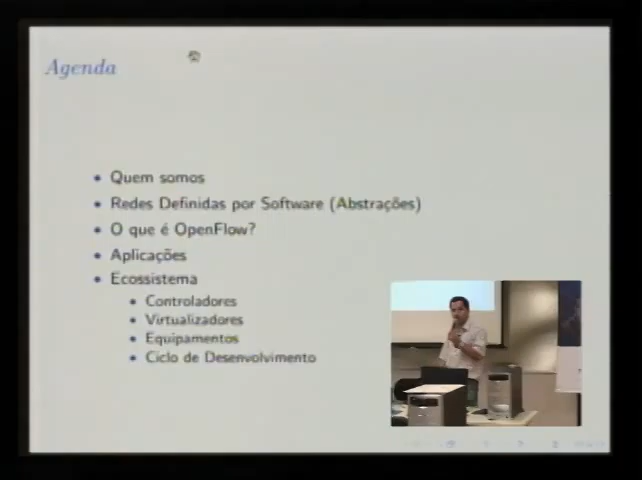 Agenda
Quem somos
Redes Definidas por Software (Abstrações)
O que é OpenFlow?
Aplicações
Ecossistema
Controladores
Virtualizadores
Equipamentos
Ciclo de Desenvolvimento